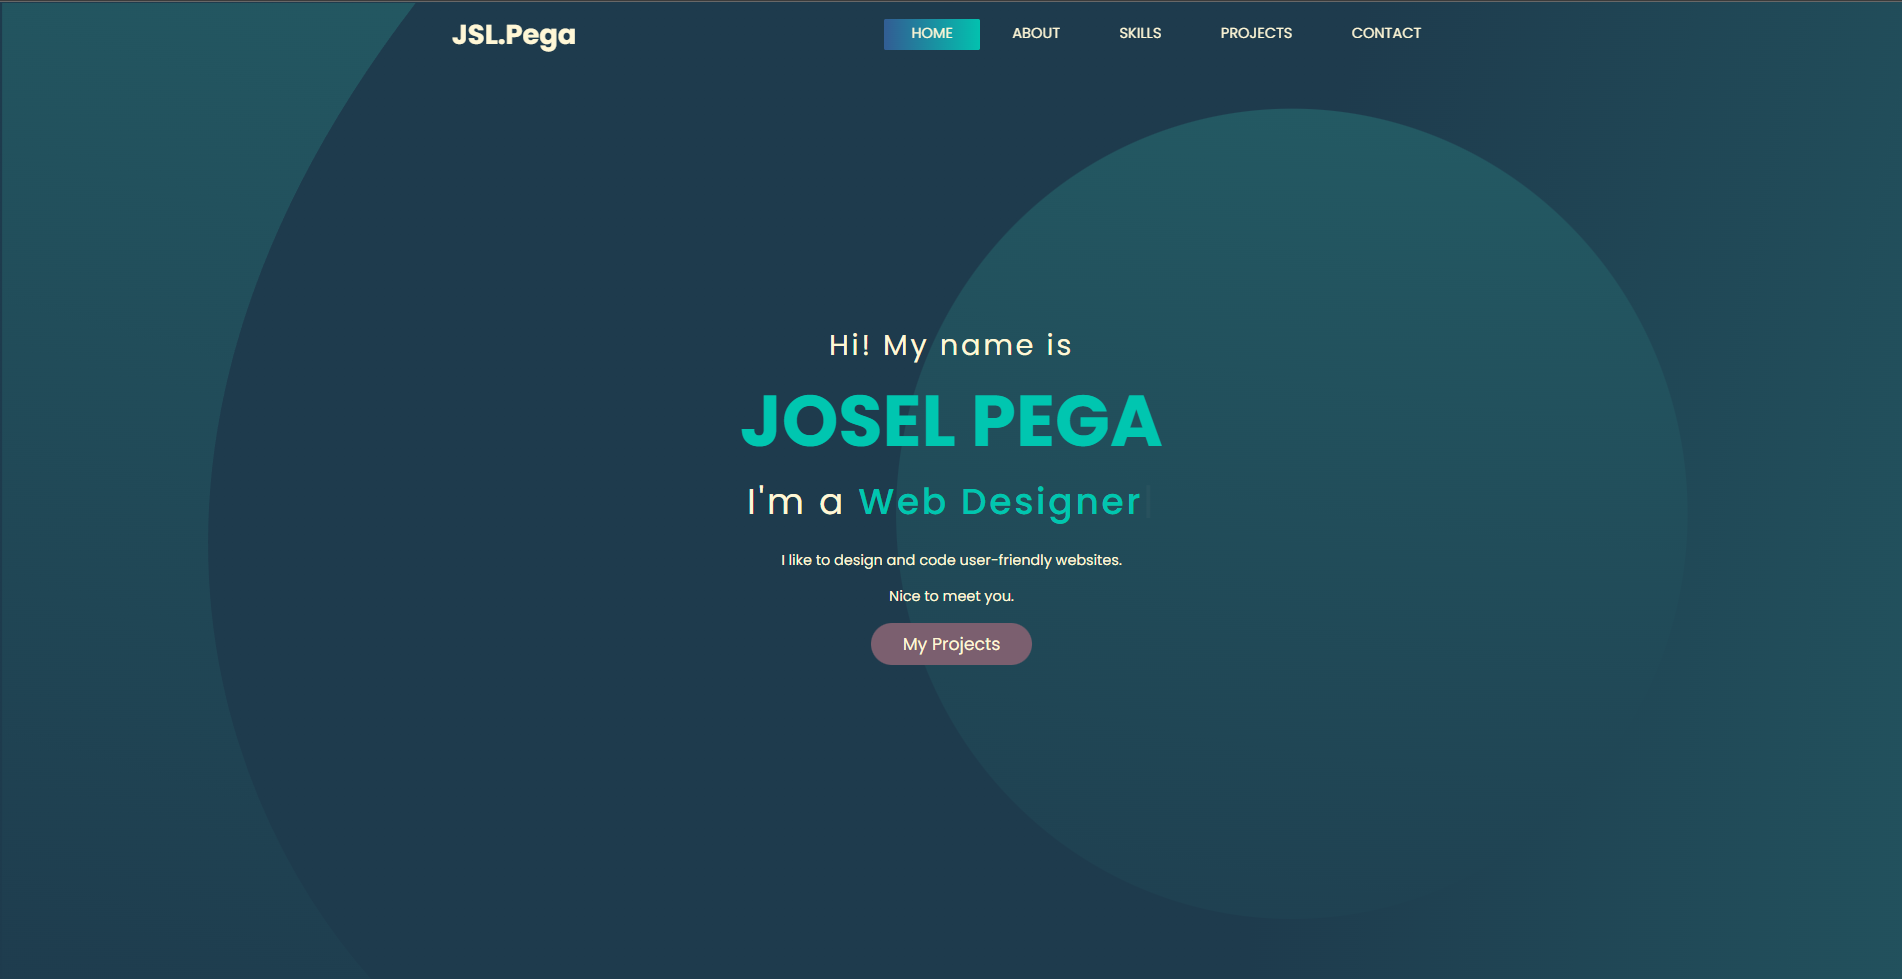 JSL.Pega
HOME ABOUT SKILLS PROJECTS CONTACT
Hi! My name is
JOSEL PEGA
I'm a Web Designer
I like to design and code user-friendly websites.
Nice to meet you.
My Projects